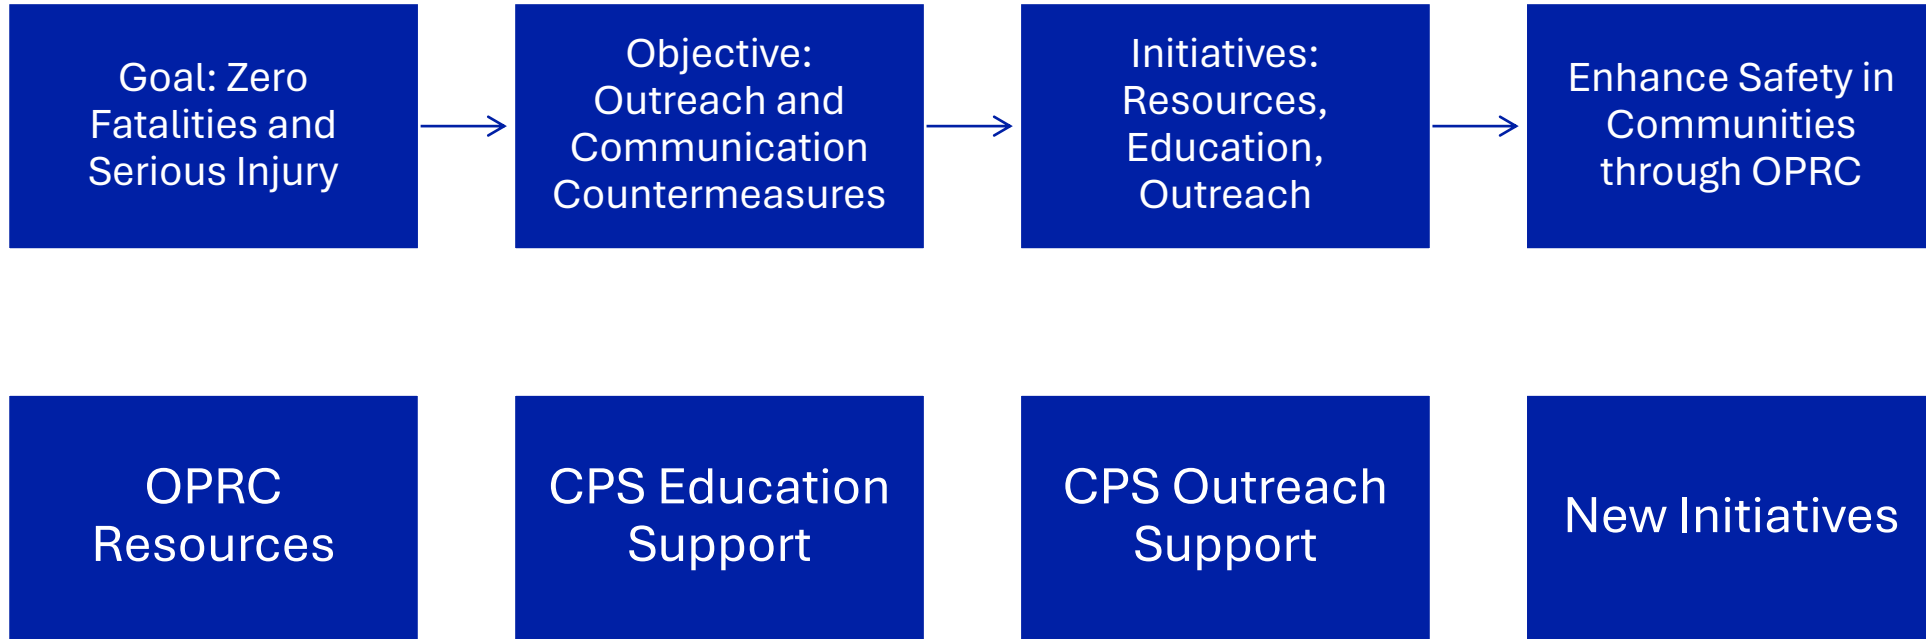 Goal: Zero
Fatalities and
Serious Injury
Objective:
Outreach and
Communication
Countermeasures
Initiatives:
Resources,
Education,
Outreach
Enhance Safety in
Communities
through OPRC
OPRC
Resources
CPS Education
Support
CPS Outreach
Support
New Initiatives